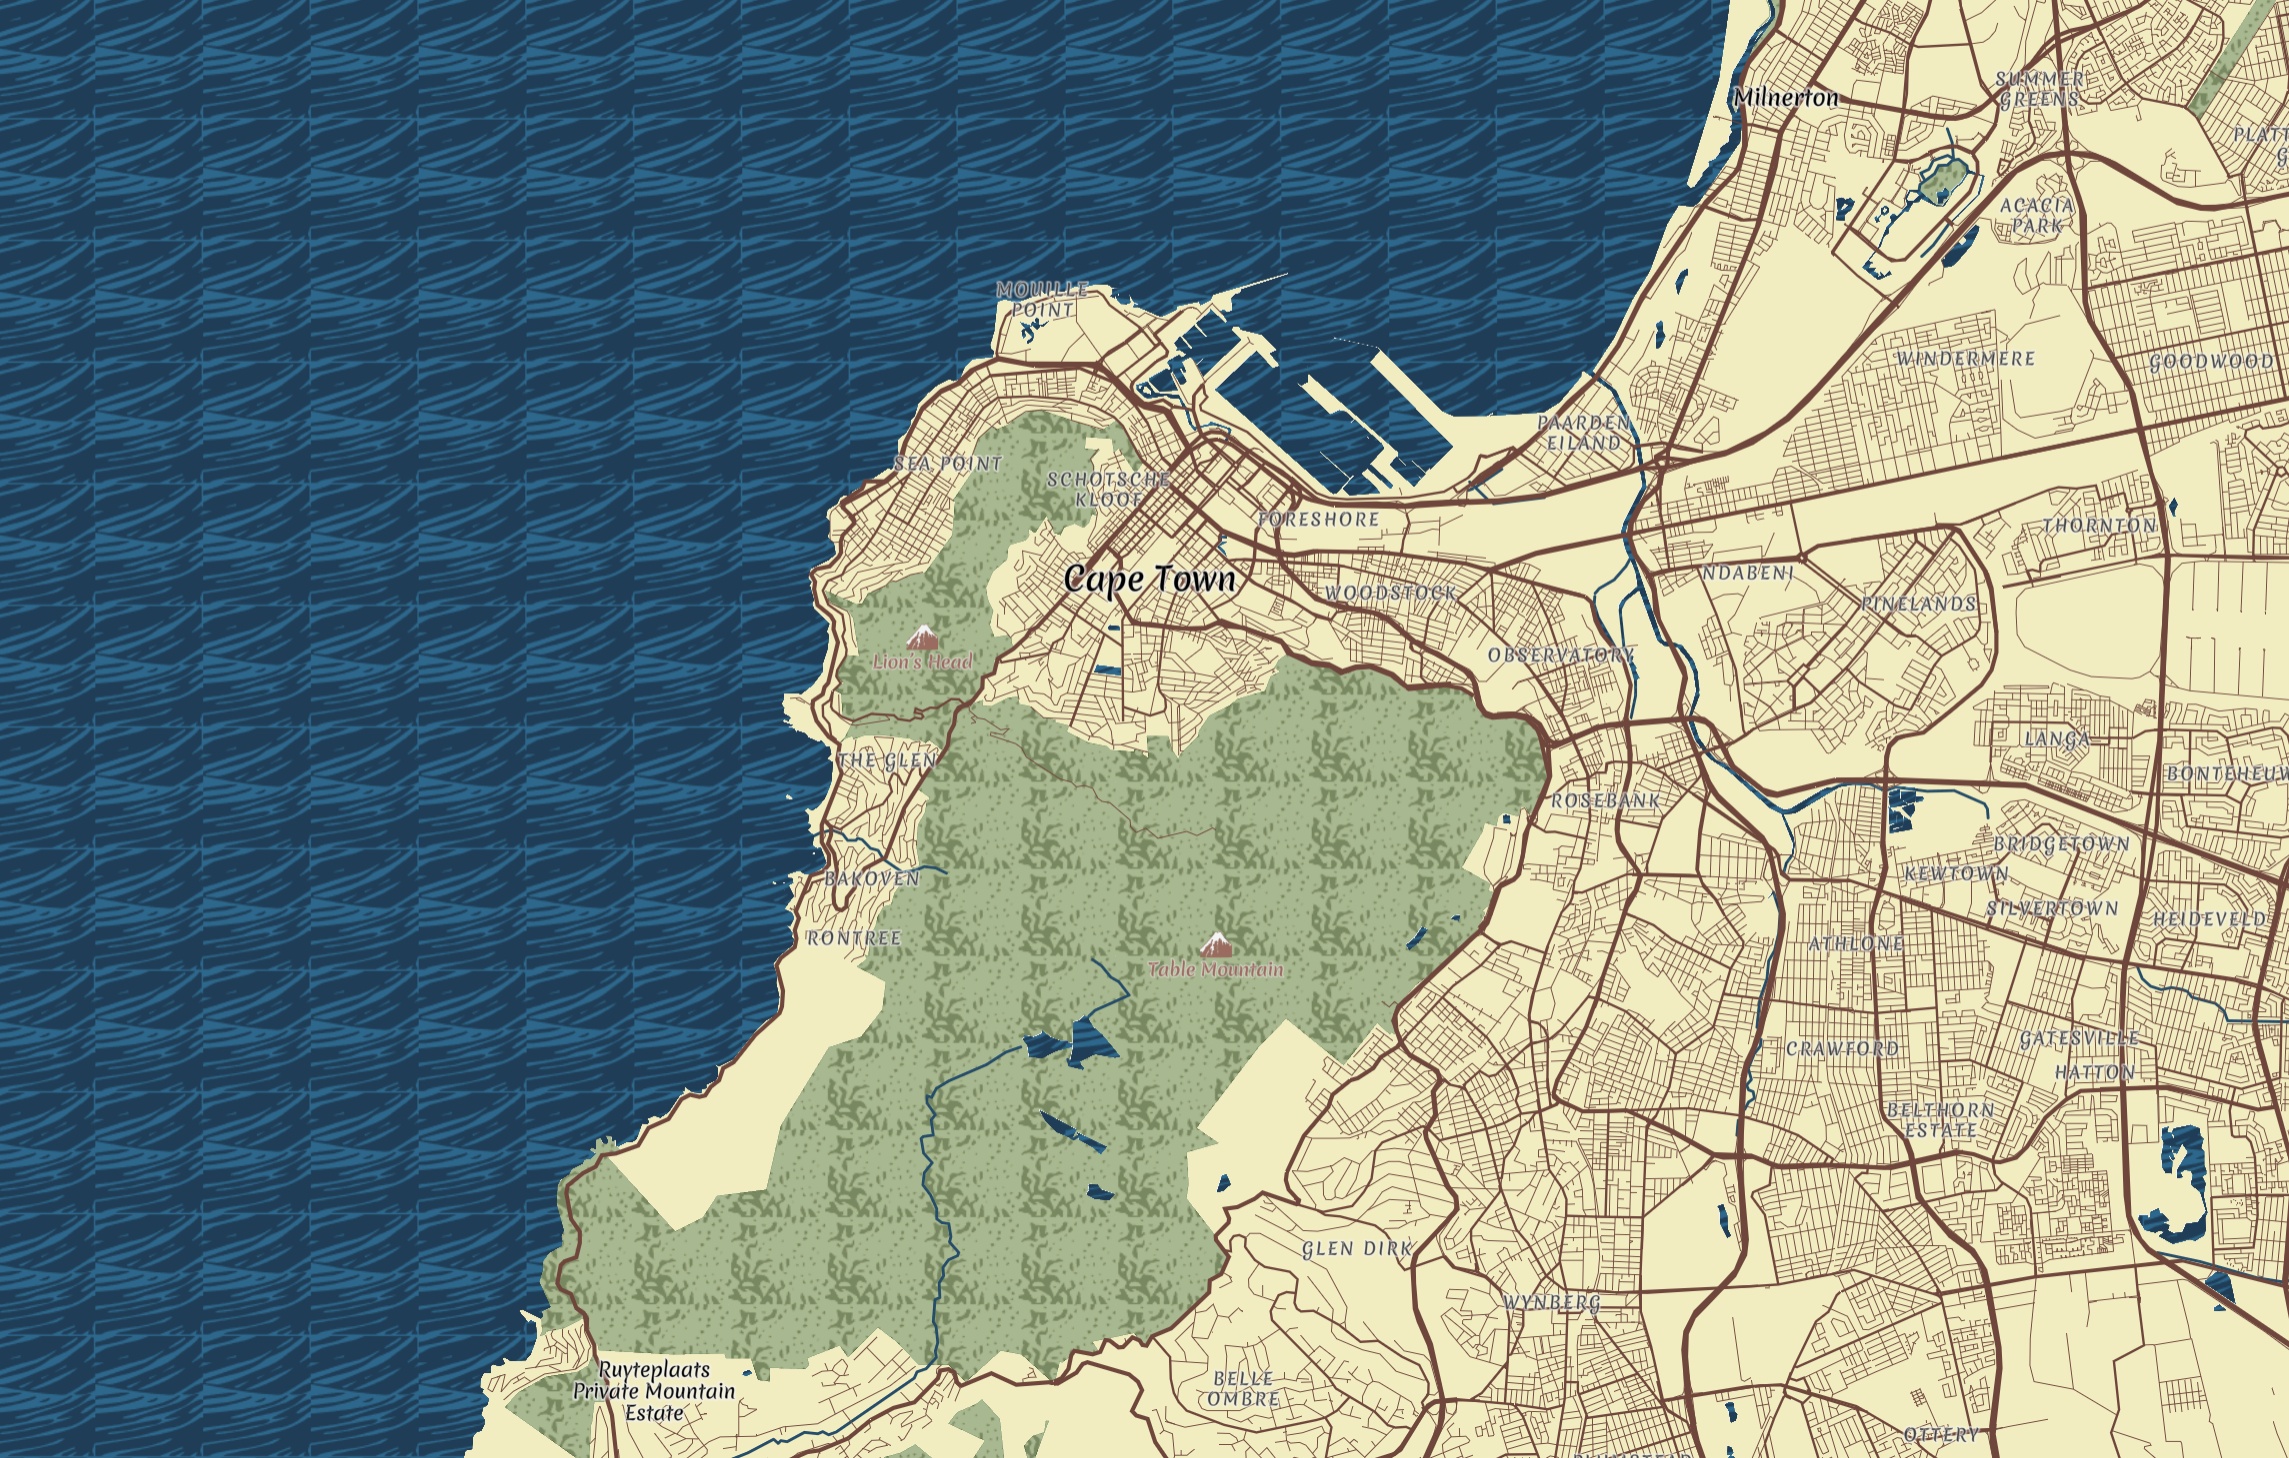 SUMMER
GREENS
Milnerton
ACACIA
PARK
MOUILLE
POINT
WINDERMERE
GOODWOOD
PAARDEN
EILAND
SEA POINT
SCHOTSCHE
KLOOF
FORESHORE
THORNTON
Cape Town
WOODSTOCK
NDABENI
PINELANDS
Lion's Head
OBSERVATORY
LANGA
THE GLEN
ROSEBANK
BRIDGETOWN
BAKOVEN
KEWTOWN
SILVERTOWN
HEIDEVELD
RONTREE
ATHLONE
Table Mountain
GATESVILLE
CRAWFORD
HATTON
BELTHORN
ESTATE
GLEN DIRK
WYNBERG
Ruyteplaats
Private Mountain
Estate
BELLE
OMBRE
OTTERY